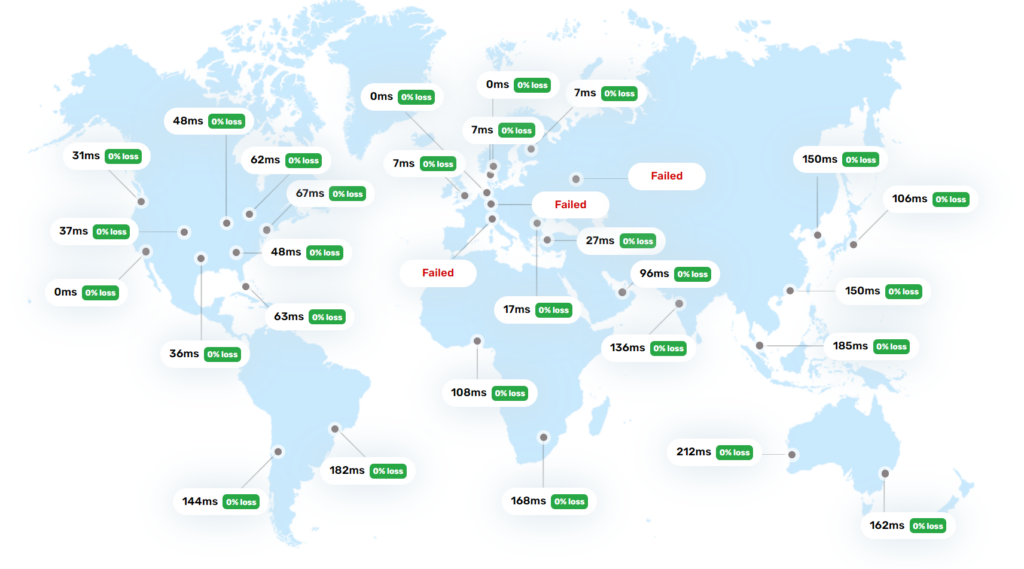 0ms 0% loss
0ms 0% loss
7ms 0% loss
48ms 0% loss
7ms 0% loss
31ms 0% loss
62ms 0% loss
7ms 0% loss
150ms 0% loss
Failed
67ms 0% loss
106ms 0% loss
Failed
37ms 0% loss
27ms 0% loss
48ms 0% loss
Failed
96ms 0% loss
0ms 0% loss
150ms 0% loss
17ms 0% loss
63ms 0% loss
136ms 0% loss
185ms 0% loss
36ms 0% loss
108ms 0% loss
212ms 0% loss
182ms 0% loss
144ms 0% loss
168ms 0% loss
162ms 0% loss